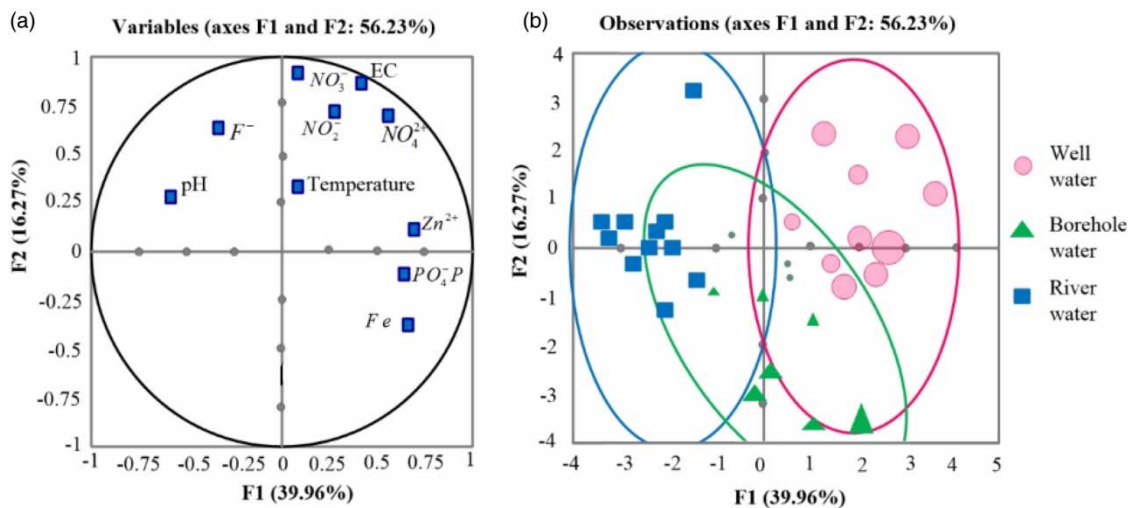 (a)
Variables (axes F1 and F2: 56.23%)
1
0.75
0.5
0.25
0
-0.25
-0.5
-0.75
-1
F2 (16.27%)
NO₃⁻
EC
NO₂⁻
NO₄²⁺
F⁻
pH
Temperature
Zn²⁺
PO₄⁻P
Fe
-1 -0.75 -0.5 -0.25 0 0.25 0.5 0.75 1
F1 (39.96%)
(b)
Observations (axes F1 and F2: 56.23%)
4
3
2
1
0
-1
-2
-3
-4
F2 (16.27%)
-4 -3 -2 -1 0 1 2 3 4 5
F1 (39.96%)
Well
water
Borehole
water
River
water